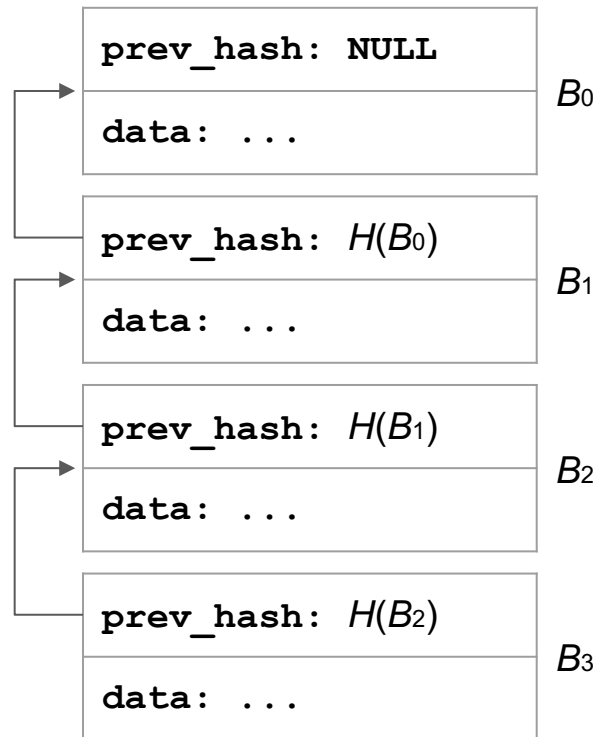 prev_hash: NULL
B0
data: ...
prev_hash: H(B0)
B1
data: ...
prev_hash: H(B1)
B2
data: ...
prev_hash: H(B2)
B3
data: ...